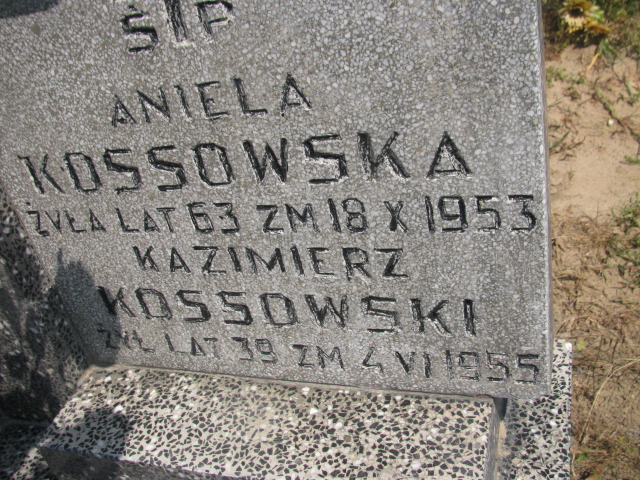 ŚP
ANIELA
KOSSOWSKA
ŻYŁA LAT 63 ZM 18 X 1953
KAZIMIERZ
KOSSOWSKI
ŻYŁ LAT 39 ZM 4 VI 1955